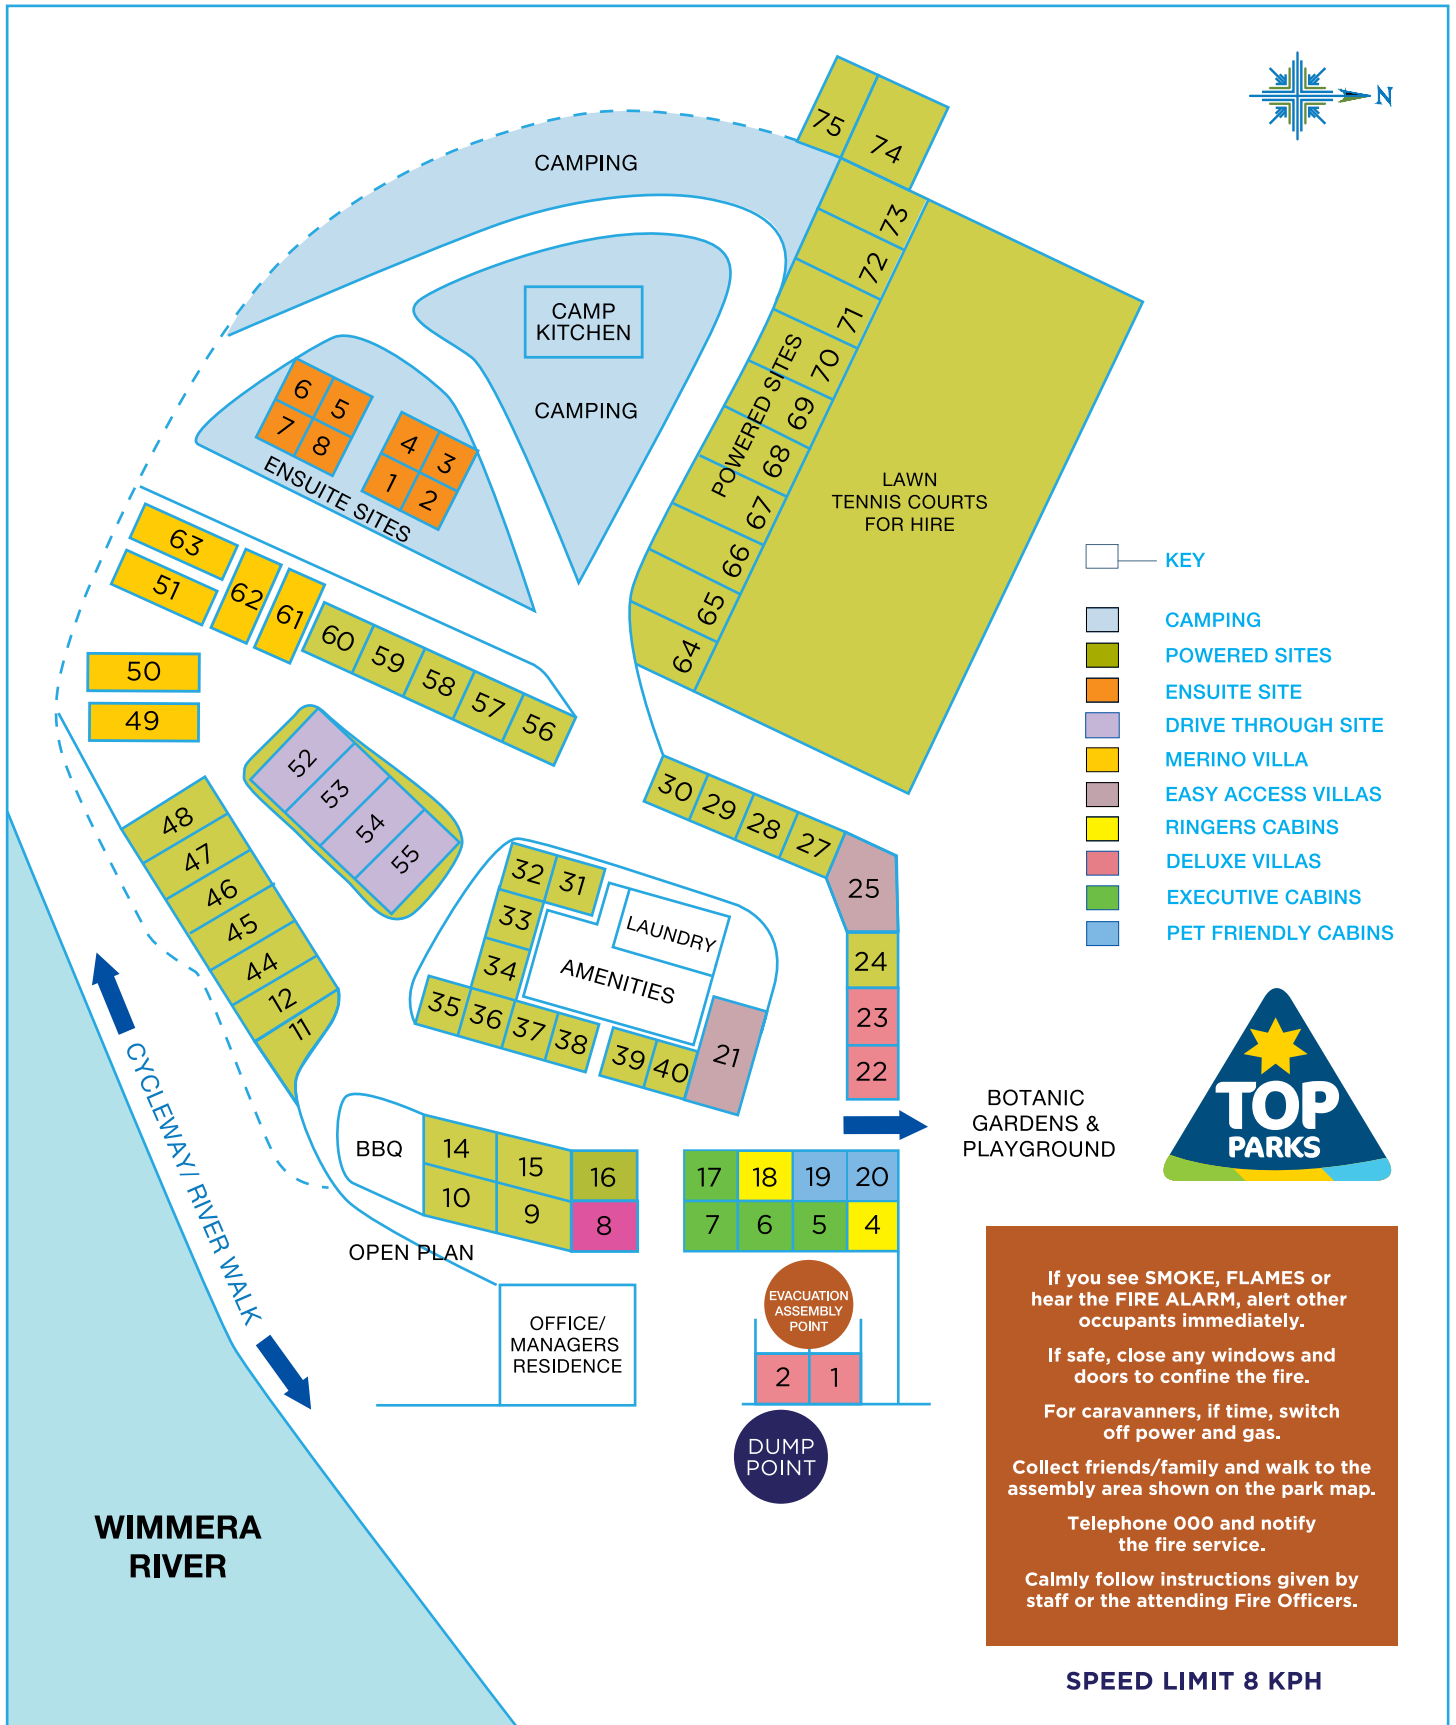 N
CAMPING
75
74
73
72
71
70
69
68
67
66
65
64
POWERED SITES
CAMP
KITCHEN
CAMPING
6
5
7
8
4
3
1
2
ENSUITE SITES
LAWN
TENNIS COURTS
FOR HIRE
63
51
62
61
60
59
58
57
56
50
49
52
53
54
55
48
47
46
45
44
12
11
30
29
28
27
25
24
23
22
32
31
33
34
35
36
37
38
39
40
21
LAUNDRY
AMENITIES
KEY
CAMPING
POWERED SITES
ENSUITE SITE
DRIVE THROUGH SITE
MERINO VILLA
EASY ACCESS VILLAS
RINGERS CABINS
DELUXE VILLAS
EXECUTIVE CABINS
PET FRIENDLY CABINS
CYCLEWAY/ RIVER WALK
BOTANIC
GARDENS &
PLAYGROUND
TOP
PARKS
BBQ
14
15
16
10
9
8
17
18
19
20
7
6
5
4
OPEN PLAN
OFFICE/
MANAGERS
RESIDENCE
EVACUATION
ASSEMBLY
POINT
2
1
DUMP
POINT
WIMMERA
RIVER
If you see SMOKE, FLAMES or
hear the FIRE ALARM, alert other
occupants immediately.
If safe, close any windows and
doors to confine the fire.
For caravanners, if time, switch
off power and gas.
Collect friends/family and walk to the
assembly area shown on the park map.
Telephone 000 and notify
the fire service.
Calmly follow instructions given by
staff or the attending Fire Officers.
SPEED LIMIT 8 KPH